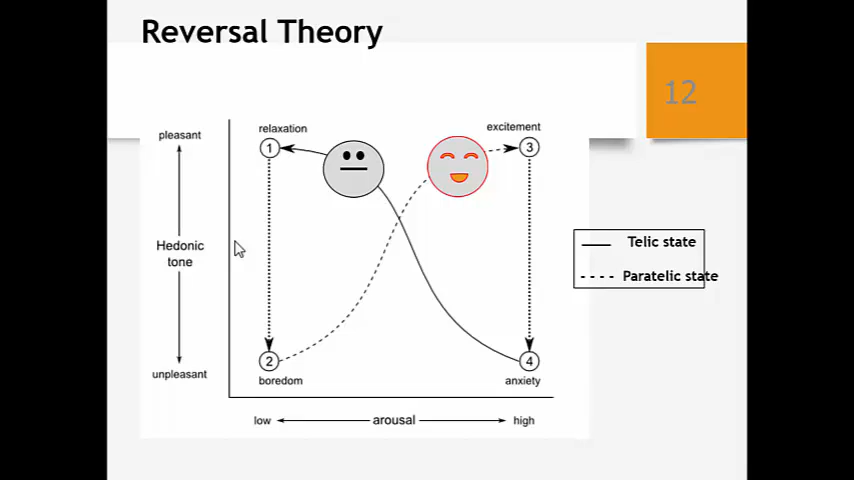 Reversal Theory
12
pleasant
relaxation
excitement
1
3
Hedonic
tone
Telic state
Paratelic state
2
4
unpleasant
boredom
anxiety
low
arousal
high